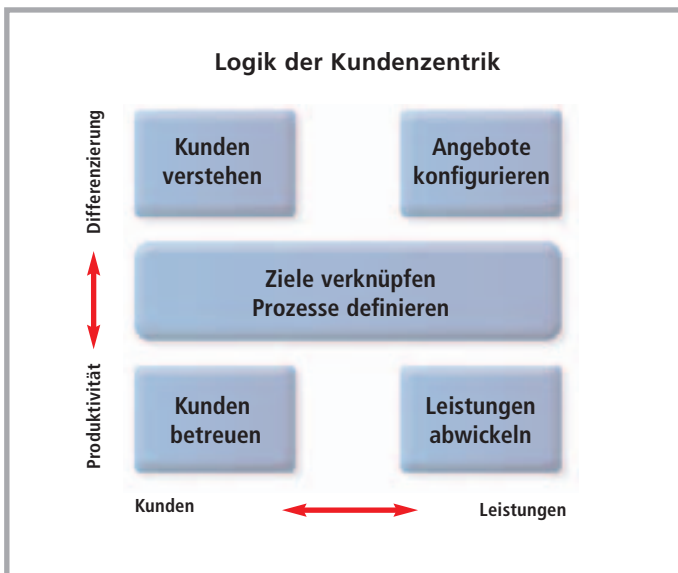 Logik der Kundenzentrik
Differenzierung
Kunden
verstehen
Angebote
konfigurieren
Ziele verknüpfen
Prozesse definieren
Produktivität
Kunden
betreuen
Leistungen
abwickeln
Kunden
Leistungen